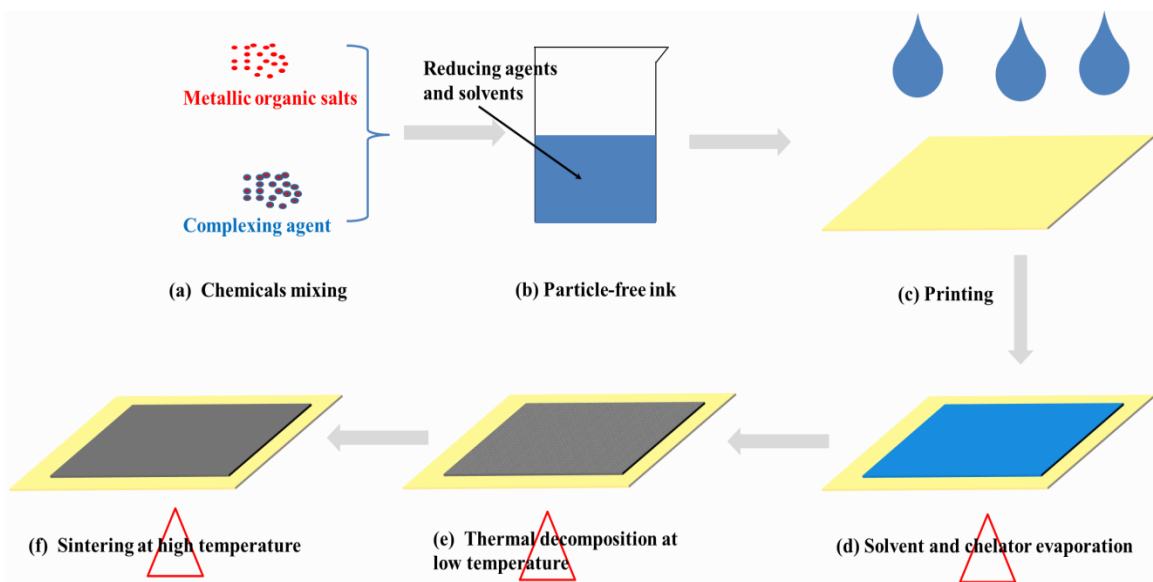 Metallic organic salts
Complexing agent
(a)  Chemicals mixing
Reducing agents
and solvents
(b) Particle-free ink
(c) Printing
(d) Solvent and chelator evaporation
(e)  Thermal decomposition at
low temperature
(f)  Sintering at high temperature